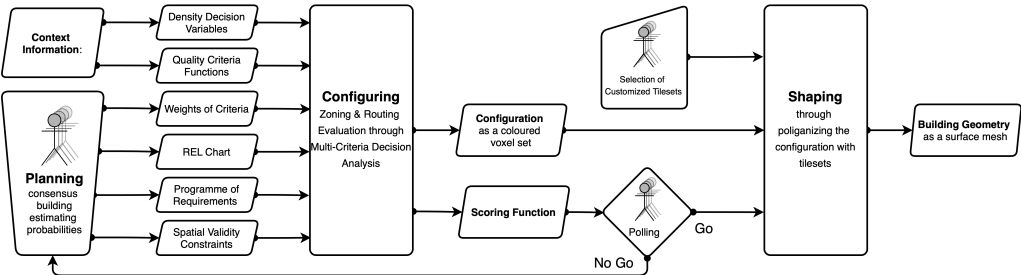 Context
Information:
Density Decision
Variables
Quality Criteria
Functions
Weights of Criteria
REL Chart
Programme of
Requirements
Spatial Validity
Constraints
Planning
consensus
building
estimating
probabilities
Configuring
Zoning & Routing
Evaluation through
Multi-Criteria Decision
Analysis
Configuration
as a coloured
voxel set
Scoring Function
Selection of
Customized Tilesets
Polling
Go
No Go
Shaping
through
poliganizing the
configuration with
tilesets
Building Geometry
as a surface mesh